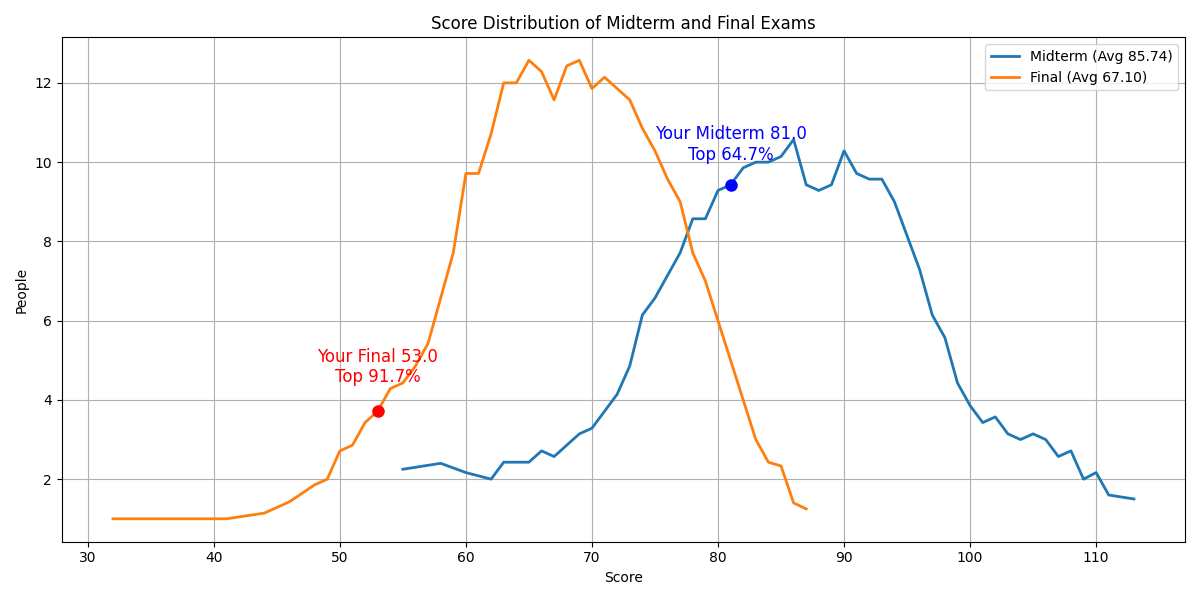 Score Distribution of Midterm and Final Exams
Midterm (Avg 85.74)
Final (Avg 67.10)
Your Midterm 81.0
Top 64.7%
Your Final 53.0
Top 91.7%
People
12
10
8
6
4
2
30 40 50 60 70 80 90 100 110
Score